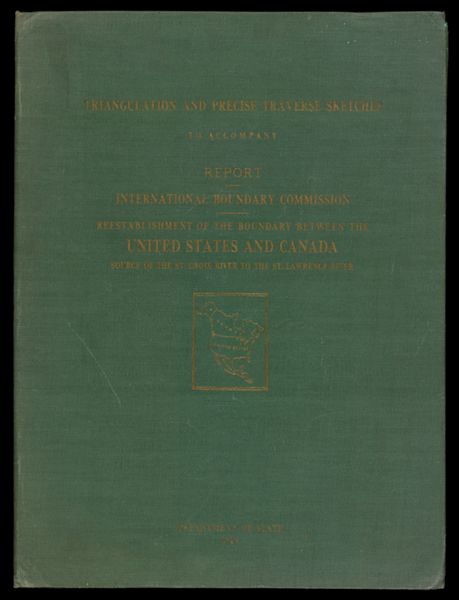 TRIANGULATION AND PRECISE TRAVERSE SKETCHES
TO ACCOMPANY
REPORT
INTERNATIONAL BOUNDARY COMMISSION
REESTABLISHMENT OF THE BOUNDARY BETWEEN THE
UNITED STATES AND CANADA
SOURCE OF THE ST. CROIX RIVER TO THE ST. LAWRENCE RIVER
DEPARTMENT OF STATE